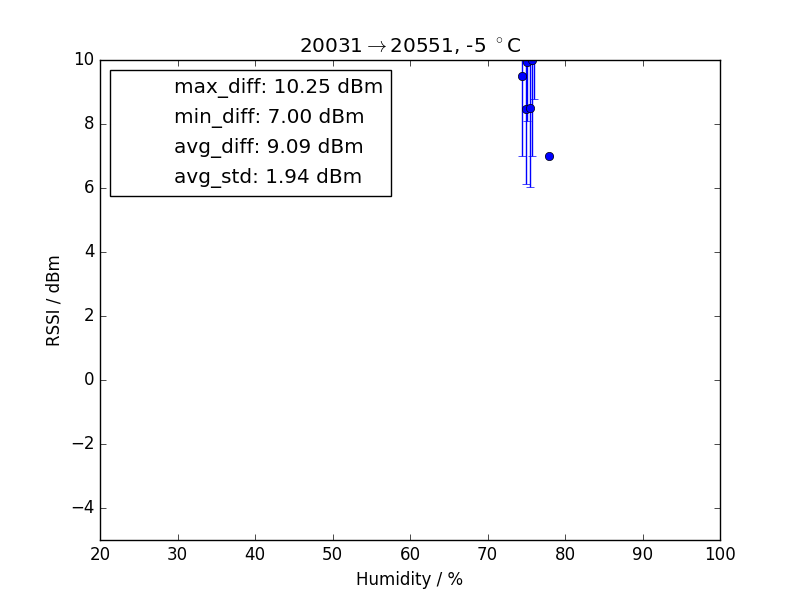 20031→20551, -5 °C
max_diff: 10.25 dBm
min_diff: 7.00 dBm
avg_diff: 9.09 dBm
avg_std: 1.94 dBm
10
8
6
4
2
0
−2
−4
RSSI / dBm
20 30 40 50 60 70 80 90 100
Humidity / %